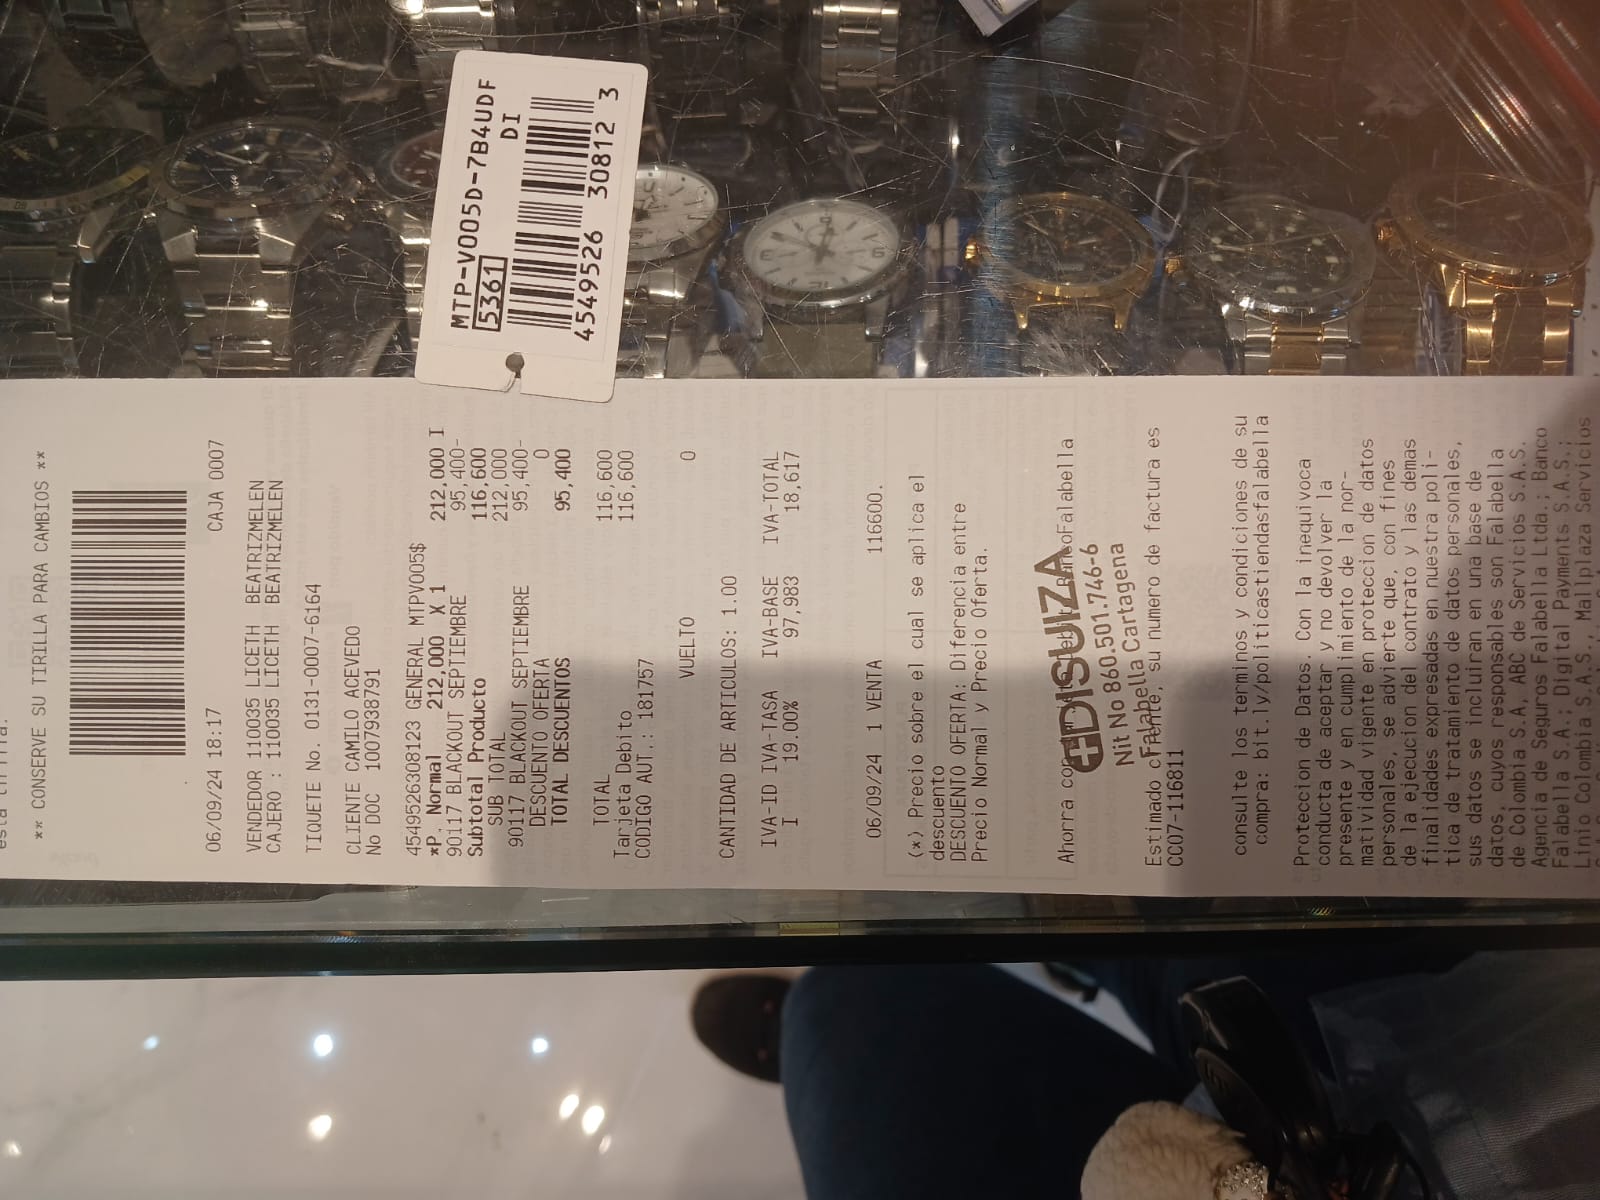 MTP-V005D-7B4UDF
5361 DI
4549526 30812 3
esta tirilla.
** CONSERVE SU TIRILLA PARA CAMBIOS **
06/09/24 18:17 CAJA 0007
VENDEDOR 110035 LICETH BEATRIZMELEN
CAJERO : 110035 LICETH BEATRIZMELEN
TIQUETE No. 0131-0007-6164
CLIENTE CAMILO ACEVEDO
No DOC 1007938791
4549526308123 GENERAL MTPV005$
*P. Normal 212,000 X 1 212,000 I
90117 BLACKOUT SEPTIEMBRE 95,400-
Subtotal Producto 116,600
SUB TOTAL 212,000
90117 BLACKOUT SEPTIEMBRE 95,400-
DESCUENTO OFERTA 0
TOTAL DESCUENTOS 95,400
TOTAL 116,600
Tarjeta Debito 116,600
CODIGO AUT.: 181757
VUELTO 0
CANTIDAD DE ARTICULOS: 1.00
IVA-ID IVA-TASA IVA-BASE IVA-TOTAL
I 19.00% 97,983 18,617
06/09/24 1 VENTA 116600.
(*) Precio sobre el cual se aplica el
descuento
DESCUENTO OFERTA: Diferencia entre
Precio Normal y Precio Oferta.
Ahorra con Falabella
EDISUIZA
Nit No 860.501.746-6
Falabella Cartagena
Estimado su numero de factura es
CC07-116811
consulte los terminos y condiciones de su
compra: bit.ly/politicastiendasfalabella
Proteccion de Datos. Con la inequivoca
conducta de aceptar y no devolver la
presente y en cumplimiento de la nor-
matividad vigente en proteccion de datos
personales, se advierte que, con fines
de la ejecucion del contrato y las demas
finalidades expresadas en nuestra poli-
tica de tratamiento de datos personales,
sus datos se incluiran en una base de
datos, cuyos responsables son Falabella
de Colombia S.A, ABC de Servicios S.A.S.
Agencia de Seguros Falabella Ltda.; Banco
Falabella S.A.; Digital Payments S.A.S.;
Linio Colombia S.A.S., Mallplaza Servicios